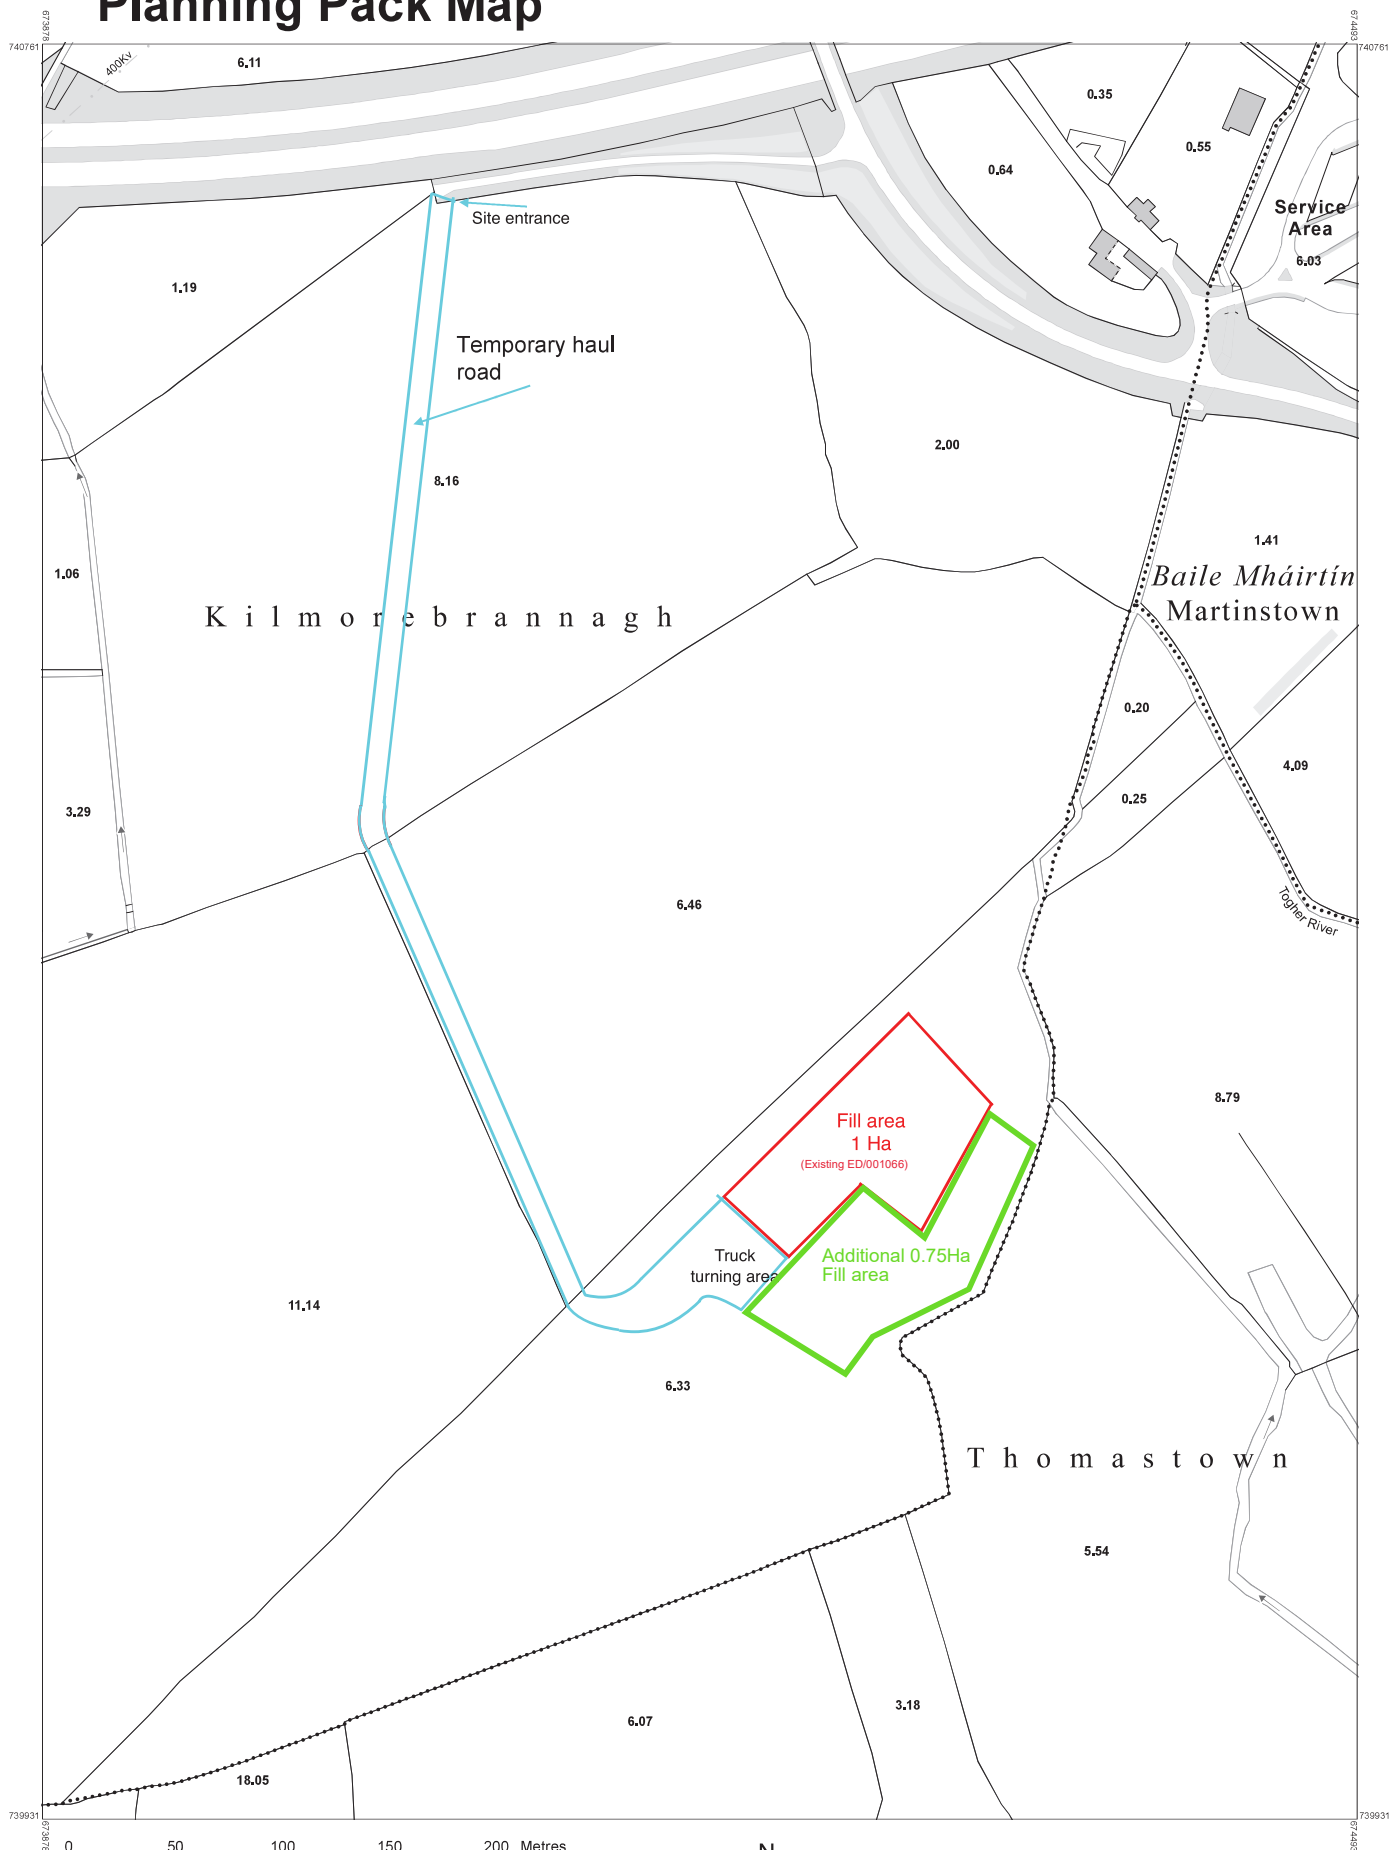 Planning Pack Map
673878
674493
740761
740761
400Kv
6.11
0.35
0.55
0.64
Service
Area
6.03
Site entrance
1.19
Temporary haul
road
2.00
8.16
1.41
1.06
Baile Mháirtín
Martinstown
Kilmorebrannagh
0.20
4.09
0.25
3.29
6.46
Togher River
8.79
Fill area
1 Ha
(Existing ED/001066)
Truck
turning area
Additional 0.75Ha
Fill area
11.14
6.33
Thomastown
5.54
3.18
6.07
18.05
739931
739931
673878
674493
0 50 100 150 200 Metres
N